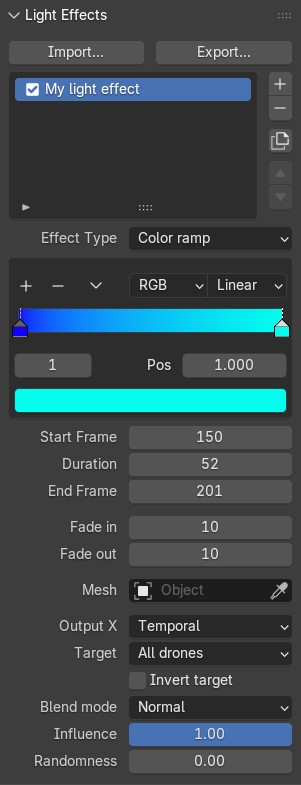 Light Effects
Import... Export...
My light effect
Effect Type Color ramp
RGB Linear
1 Pos 1.000
Start Frame 150
Duration 52
End Frame 201
Fade in 10
Fade out 10
Mesh Object
Output X Temporal
Target All drones
Invert target
Blend mode Normal
Influence 1.00
Randomness 0.00